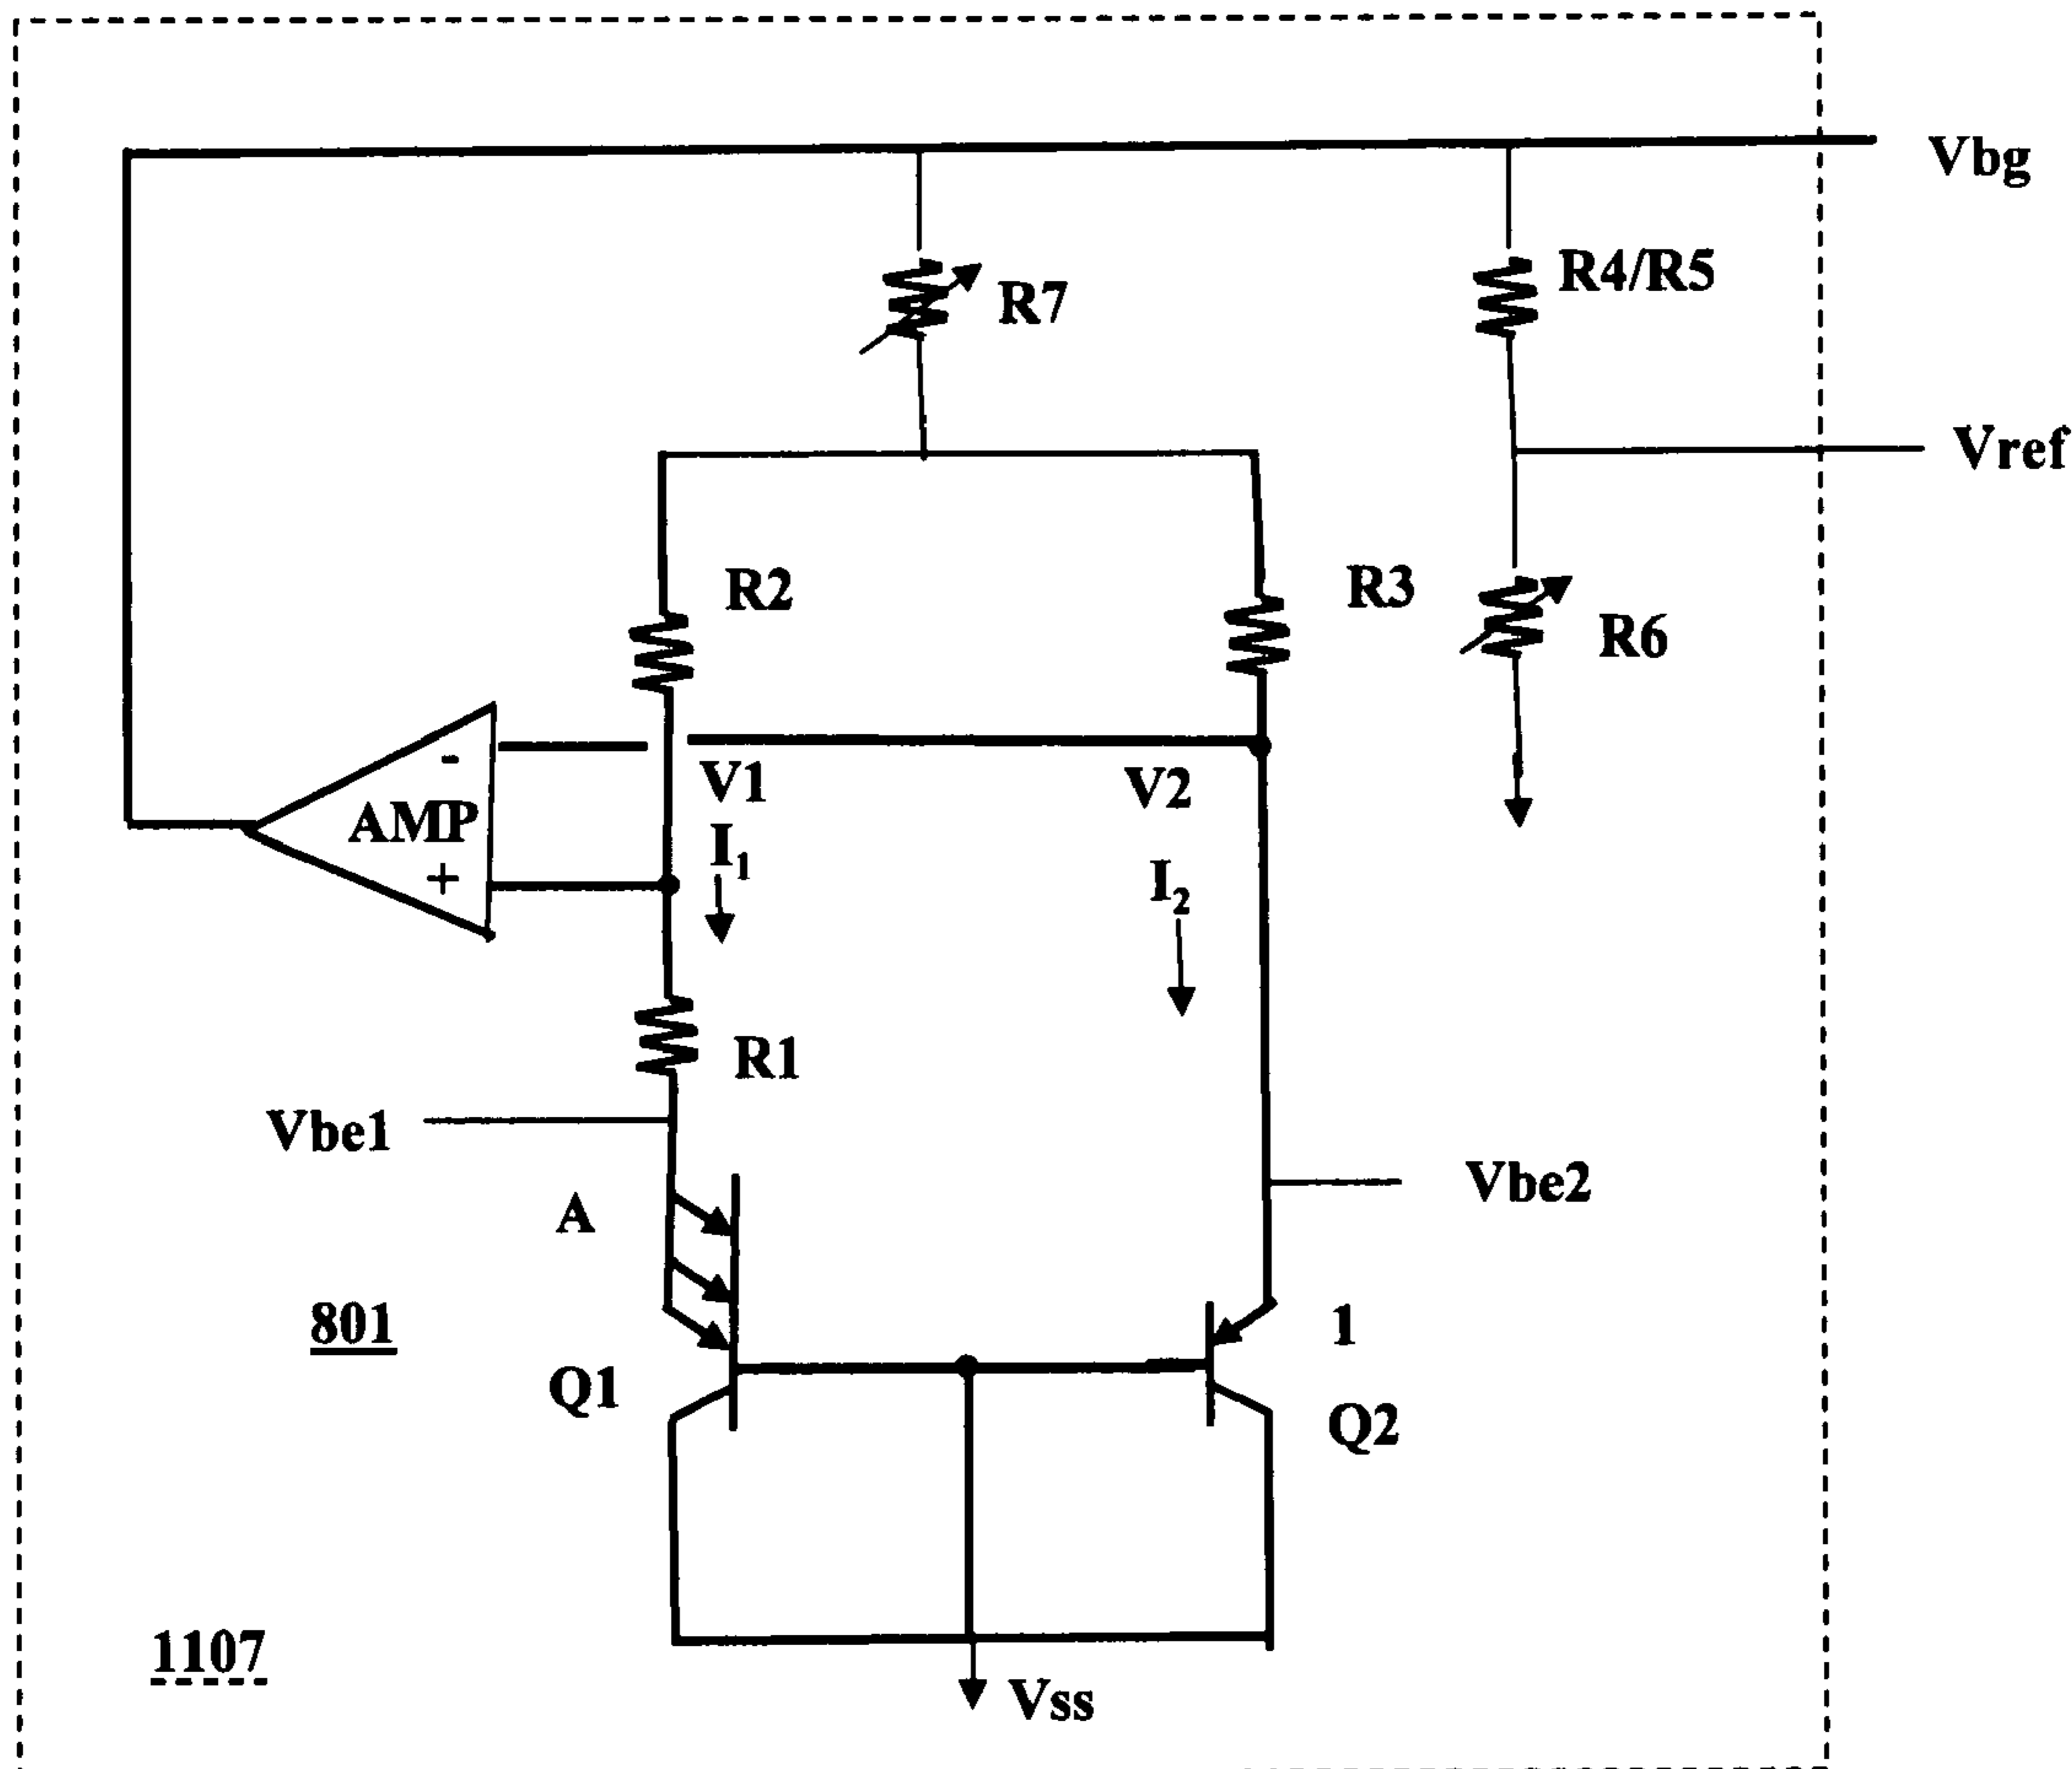 Vbg
R4/R5
R7
Vref
R2
R3
R6
-
AMP
+
V1
V2
I₁
I₂
R1
Vbe1
Vbe2
A
801
1
Q1
Q2
1107
Vss